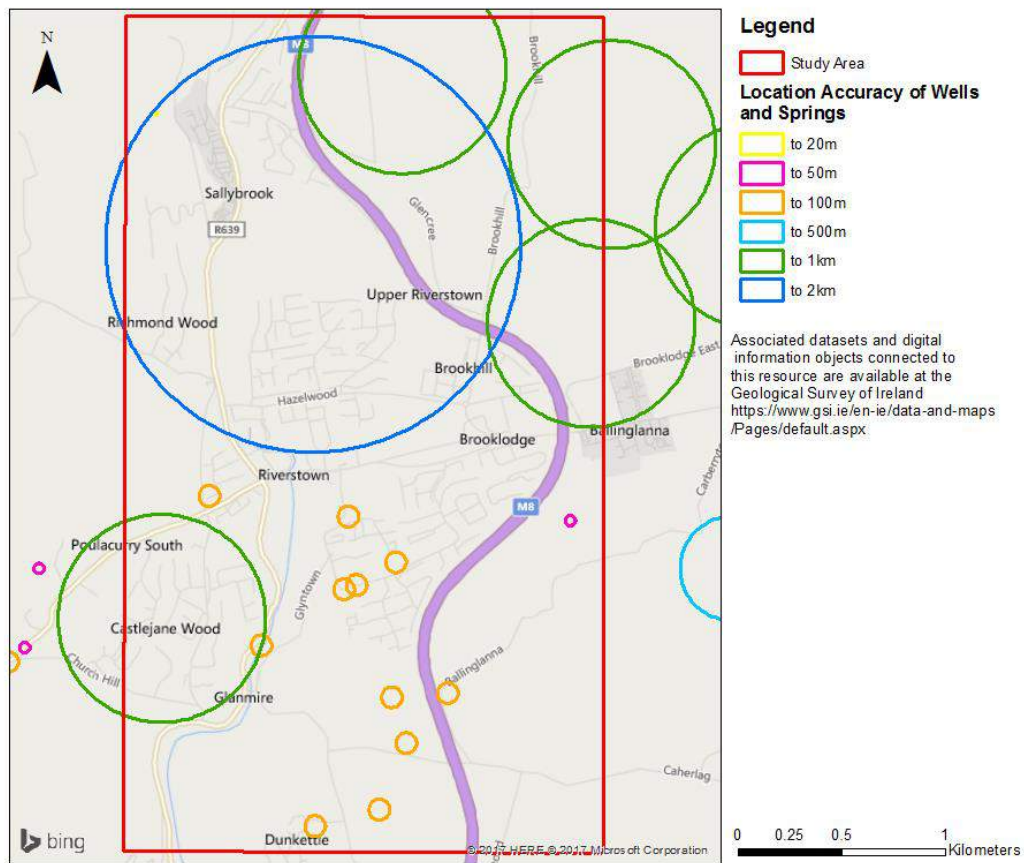 N
Brookhill
Sallybrook
R639
Glencree
Brookhill
Upper Riverstown
Richmond Wood
Brookhill
Brooklodge East
Hazelwood
Brooklodge
Ballinglanna
Riverstown
M8
Poulacurry South
Glyntown
Castlejane Wood
Church Hill
Ballinglanna
Glanmire
Caherlag
Dunkettle
bing
© 2017 HERE © 2017 Microsoft Corporation
Legend
Study Area
Location Accuracy of Wells
and Springs
to 20m
to 50m
to 100m
to 500m
to 1km
to 2km
Associated datasets and digital
information objects connected to
this resource are available at the
Geological Survey of Ireland
https://www.gsi.ie/en-ie/data-and-maps
/Pages/default.aspx
0 0.25 0.5 1
Kilometers